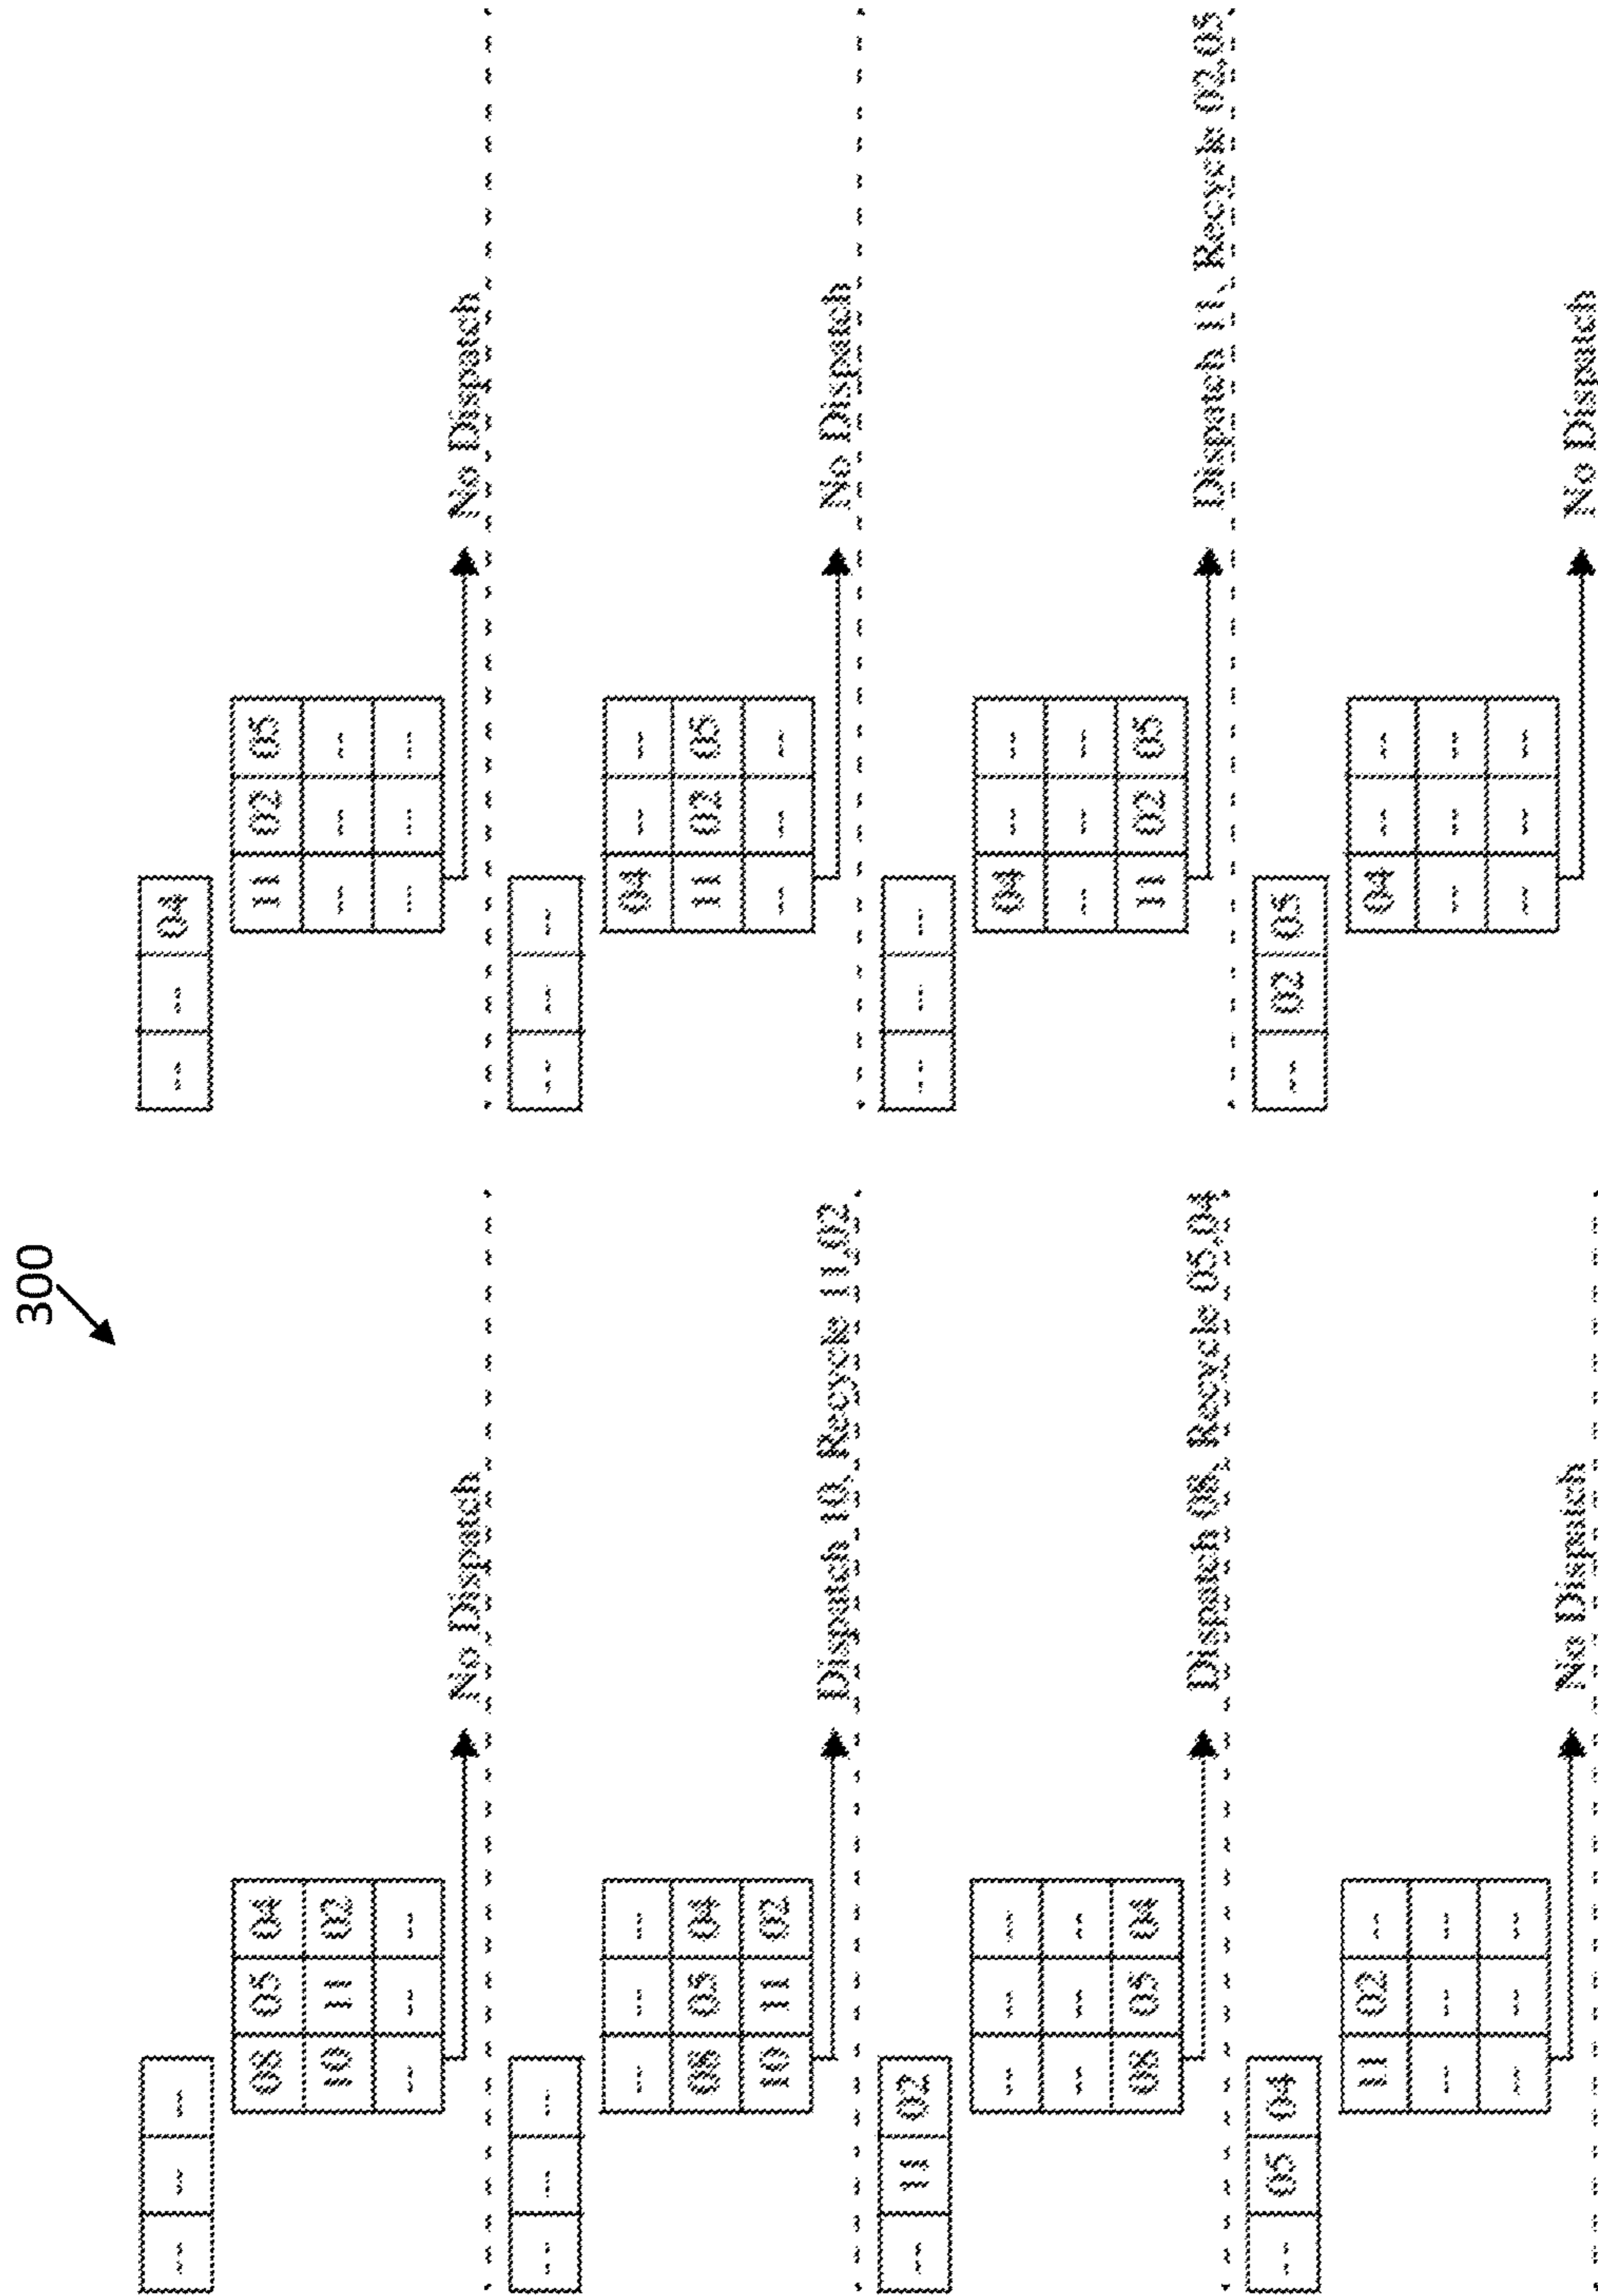 300
-- -- --
08 05 04
10 11 02
-- -- --
No Dispatch
-- -- --
-- -- --
08 05 04
10 11 02
Dispatch 10, Recycle 11,02
-- 11 02
-- -- --
-- -- --
08 05 04
Dispatch 08, Recycle 05,04
-- 05 04
11 02 --
-- -- --
-- -- --
No Dispatch
-- -- 04
11 02 05
-- -- --
-- -- --
No Dispatch
-- -- --
04 -- --
11 02 05
-- -- --
No Dispatch
-- -- --
04 -- --
-- -- --
11 02 05
Dispatch 11, Recycle 02,05
-- 02 05
04 -- --
-- -- --
-- -- --
No Dispatch